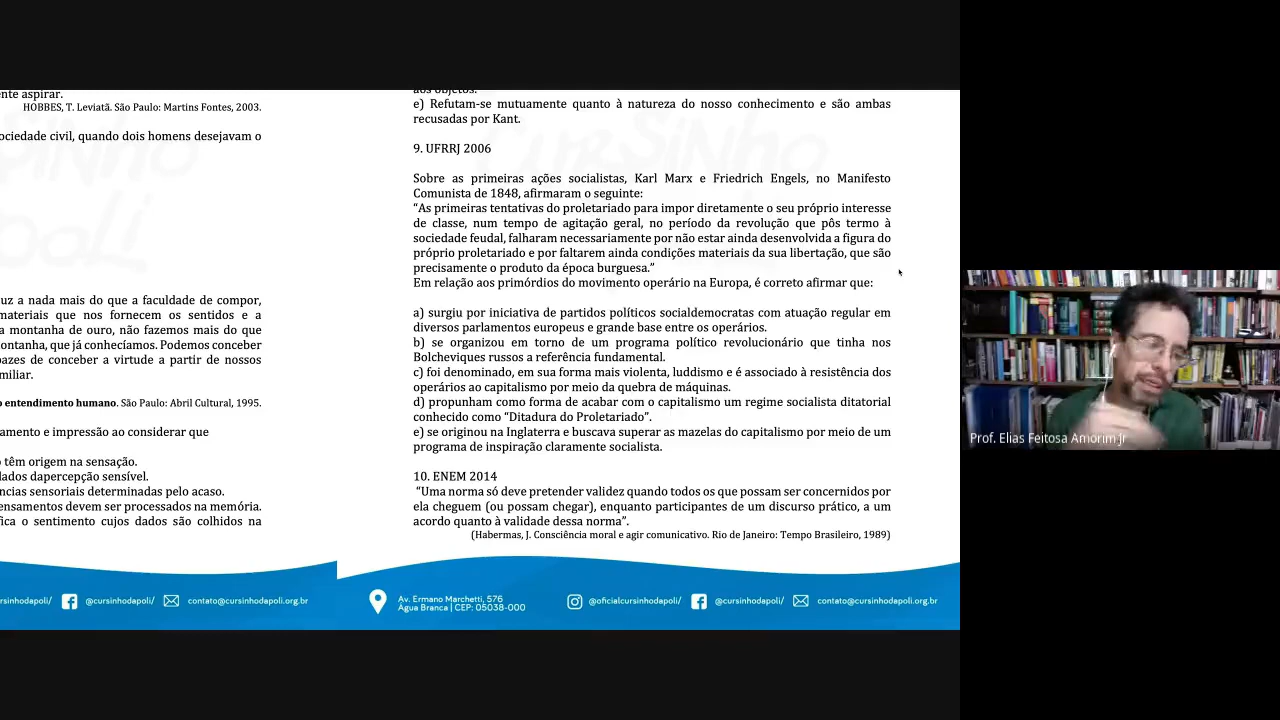 ente aspirar.
HOBBES, T. Leviatã. São Paulo: Martins Fontes, 2003.
ociedade civil, quando dois homens desejavam o
uz a nada mais do que a faculdade de compor,
materiais que nos fornecem os sentidos e a
a montanha de ouro, não fazemos mais do que
ontanha, que já conhecíamos. Podemos conceber
pazes de conceber a virtude a partir de nossos
miliar.
o entendimento humano. São Paulo: Abril Cultural, 1995.
amento e impressão ao considerar que
o têm origem na sensação.
dados dapercepção sensível.
ncias sensoriais determinadas pelo acaso.
ensamentos devem ser processados na memória.
ifica o sentimento cujos dados são colhidos na
rsinhodapoli/
@cursinhodapoli/
contato@cursinhodapoli.org.br
aos objetos.
e) Refutam-se mutuamente quanto à natureza do nosso conhecimento e são ambas
recusadas por Kant.
9. UFRRJ 2006
Sobre as primeiras ações socialistas, Karl Marx e Friedrich Engels, no Manifesto
Comunista de 1848, afirmaram o seguinte:
“As primeiras tentativas do proletariado para impor diretamente o seu próprio interesse
de classe, num tempo de agitação geral, no período da revolução que pôs termo à
sociedade feudal, falharam necessariamente por não estar ainda desenvolvida a figura do
próprio proletariado e por faltarem ainda condições materiais da sua libertação, que são
precisamente o produto da época burguesa.”
Em relação aos primórdios do movimento operário na Europa, é correto afirmar que:
a) surgiu por iniciativa de partidos políticos socialdemocratas com atuação regular em
diversos parlamentos europeus e grande base entre os operários.
b) se organizou em torno de um programa político revolucionário que tinha nos
Bolcheviques russos a referência fundamental.
c) foi denominado, em sua forma mais violenta, luddismo e é associado à resistência dos
operários ao capitalismo por meio da quebra de máquinas.
d) propunham como forma de acabar com o capitalismo um regime socialista ditatorial
conhecido como “Ditadura do Proletariado”.
e) se originou na Inglaterra e buscava superar as mazelas do capitalismo por meio de um
programa de inspiração claramente socialista.
10. ENEM 2014
“Uma norma só deve pretender validez quando todos os que possam ser concernidos por
ela cheguem (ou possam chegar), enquanto participantes de um discurso prático, a um
acordo quanto à validade dessa norma”.
(Habermas, J. Consciência moral e agir comunicativo. Rio de Janeiro: Tempo Brasileiro, 1989)
Av. Ermano Marchetti, 576
Água Branca | CEP: 05038-000
@oficialcursinhodapoli/
@cursinhodapoli/
contato@cursinhodapoli.org.br
Prof. Elias Feitosa Amorim Jr